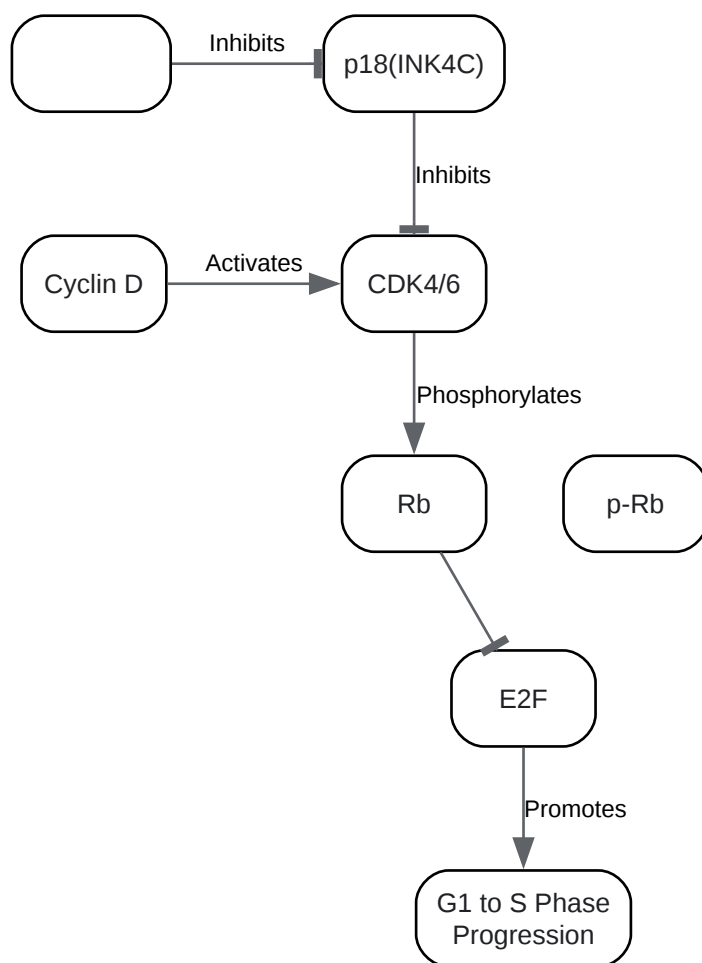 Inhibits
p18(INK4C)
Inhibits
Cyclin D
Activates
CDK4/6
Phosphorylates
Rb
p-Rb
E2F
Promotes
G1 to S Phase
Progression